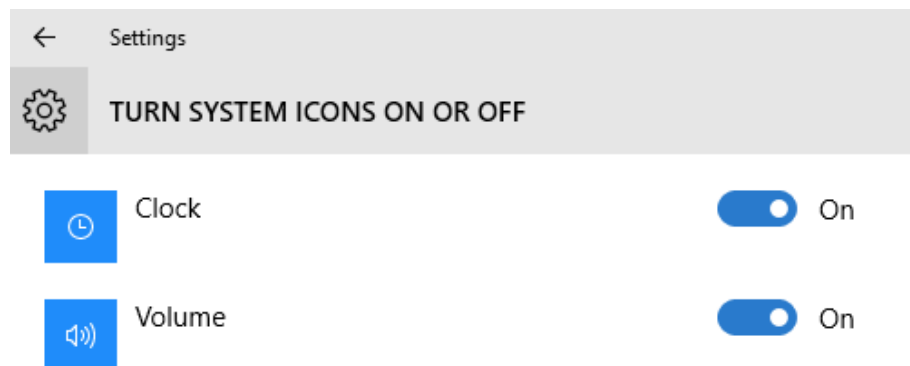 Settings
TURN SYSTEM ICONS ON OR OFF
Clock On
Volume On